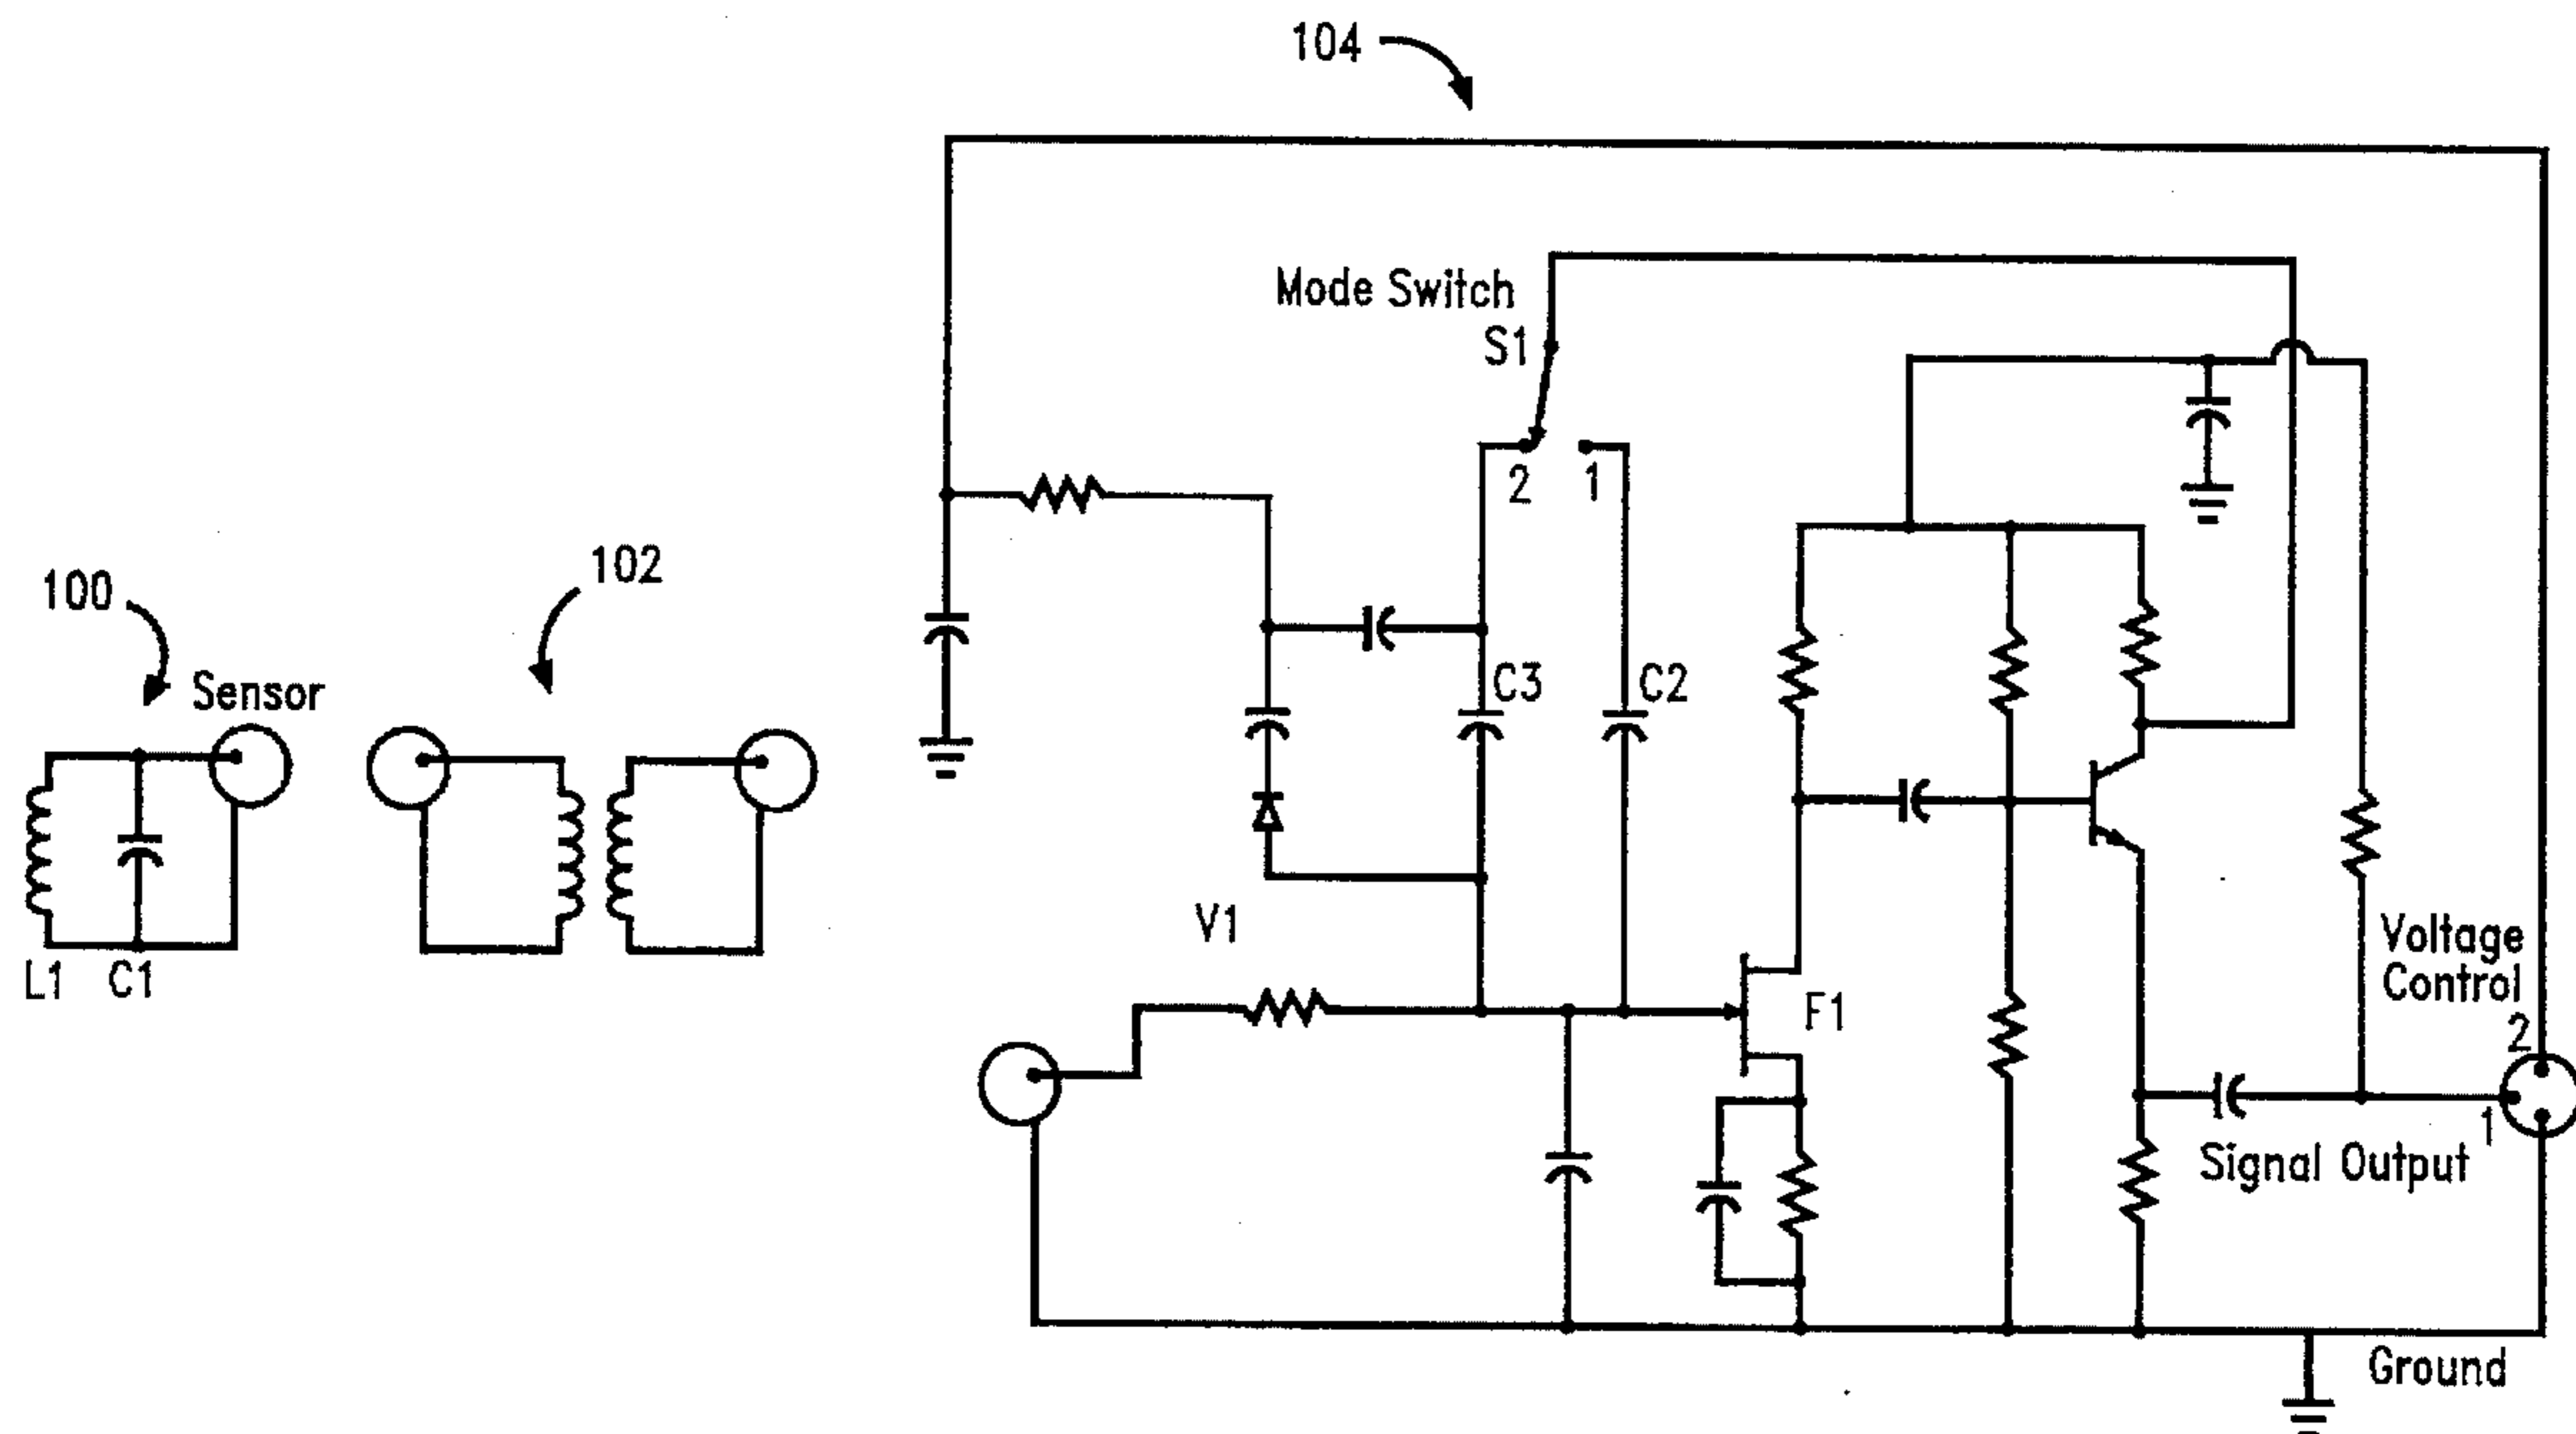 104
Mode Switch
S1
2
1
102
100
Sensor
C3
C2
V1
L1
C1
F1
Voltage
Control
2
1
Signal Output
Ground